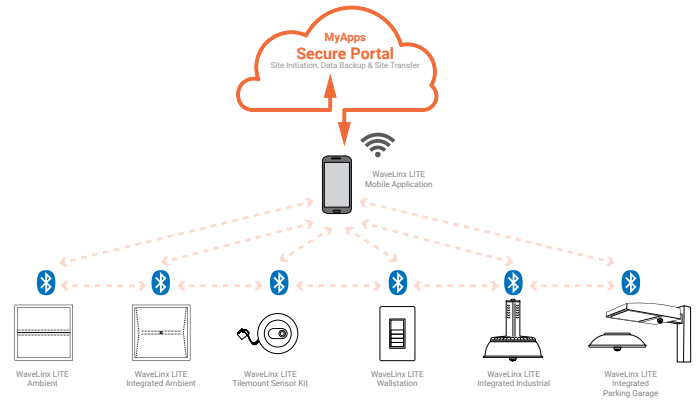 MyApps
Secure Portal
Site Initiation, Data Backup & Site Transfer
WaveLinx LITE
Mobile Application
WaveLinx LITE
Ambient
WaveLinx LITE
Integrated Ambient
WaveLinx LITE
Tilemount Sensor Kit
WaveLinx LITE
Wallstation
WaveLinx LITE
Integrated Industrial
WaveLinx LITE
Integrated
Parking Garage